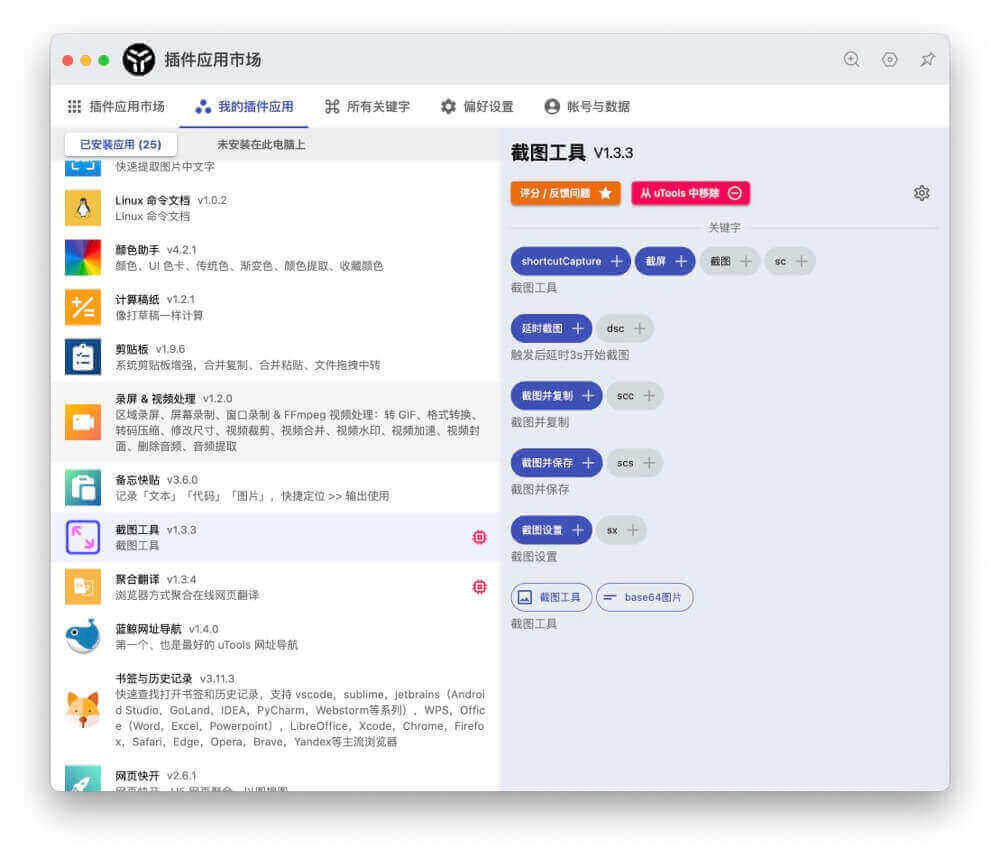 插件应用市场
插件应用市场 我的插件应用 所有关键字 偏好设置 帐号与数据
已安装应用 (25) 未安装在此电脑上
快速提取图片中文字
Linux 命令文档 v1.0.2
Linux 命令文档
颜色助手 v4.2.1
颜色、UI 色卡、传统色、渐变色、颜色提取、收藏颜色
计算稿纸 v1.2.1
像打草稿一样计算
剪贴板 v1.9.6
系统剪贴板增强，合并复制、合并粘贴、文件拖拽中转
录屏 & 视频处理 v1.2.0
区域录屏、屏幕录制、窗口录制 & FFmpeg 视频处理：转 GIF、格式转换、
转码压缩、修改尺寸、视频裁剪、视频合并、视频水印、视频加速、视频封
面、删除音频、音频提取
备忘快贴 v3.6.0
记录「文本」「代码」「图片」，快捷定位 >> 输出使用
截图工具 v1.3.3
截图工具
聚合翻译 v1.3.4
浏览器方式聚合在线网页翻译
蓝鲸网址导航 v1.4.0
第一个、也是最好的 uTools 网址导航
书签与历史记录 v3.11.3
快速查找打开书签和历史记录，支持 vscode，sublime，jetbrains（Androi
d Studio，GoLand，IDEA，PyCharm，Webstorm等系列），WPS，Offic
e（Word，Excel，Powerpoint），LibreOffice，Xcode，Chrome，Firefo
x，Safari，Edge，Opera，Brave，Yandex等主流浏览器
网页快开 v2.6.1
截图工具 V1.3.3
评分 / 反馈问题 从 uTools 中移除
关键字
shortcutCapture 截屏 截图 sc
截图工具
延时截图 dsc
触发后延时3s开始截图
截图并复制 scc
截图并复制
截图并保存 scs
截图并保存
截图设置 sx
截图设置
截图工具 base64图片
截图工具